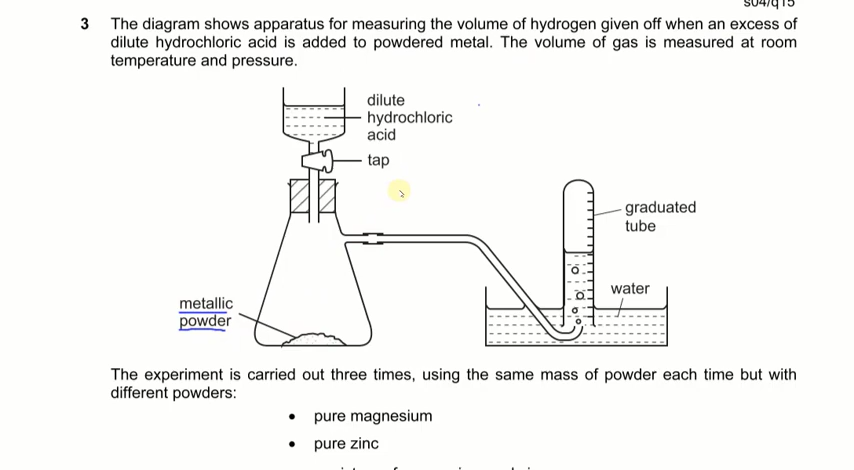 s04/q15
3 The diagram shows apparatus for measuring the volume of hydrogen given off when an excess of
dilute hydrochloric acid is added to powdered metal. The volume of gas is measured at room
temperature and pressure.
dilute
hydrochloric
acid
tap
graduated
tube
water
metallic
powder
The experiment is carried out three times, using the same mass of powder each time but with
different powders:
• pure magnesium
• pure zinc